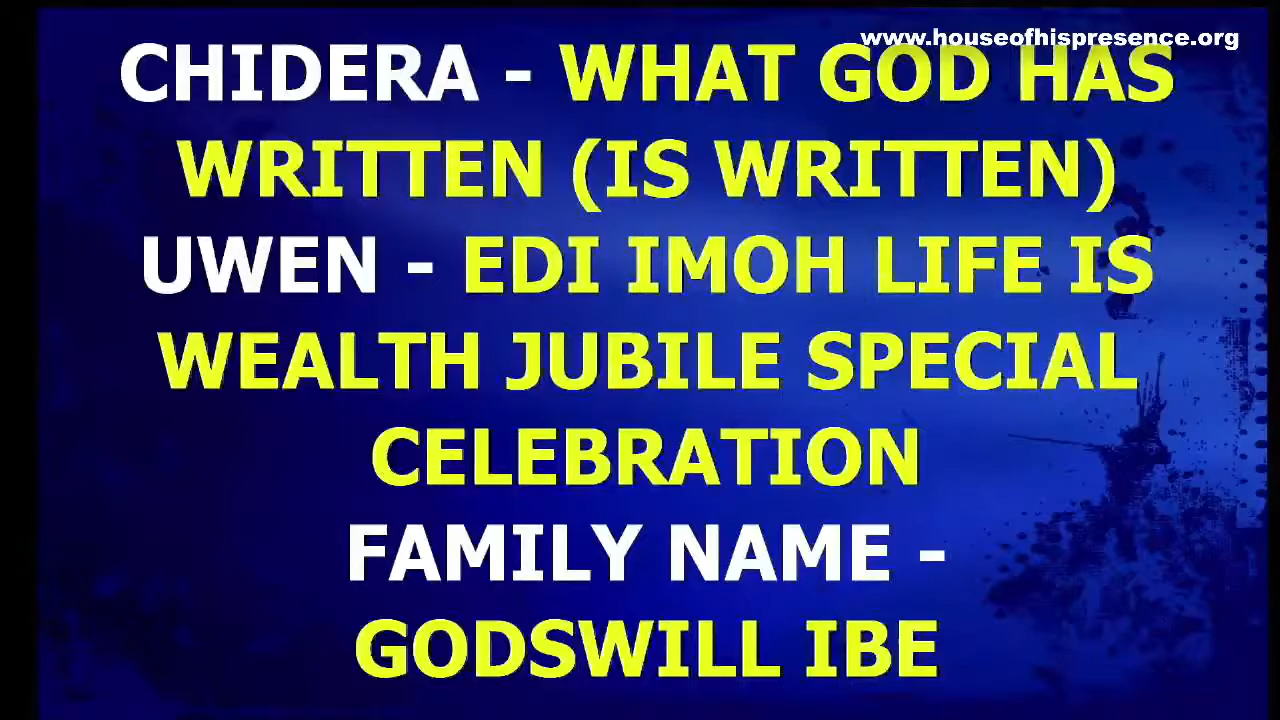 www.houseofhispresence.org
CHIDERA - WHAT GOD HAS
WRITTEN (IS WRITTEN)
UWEN - EDI IMOH LIFE IS
WEALTH JUBILE SPECIAL
CELEBRATION
FAMILY NAME -
GODSWILL IBE